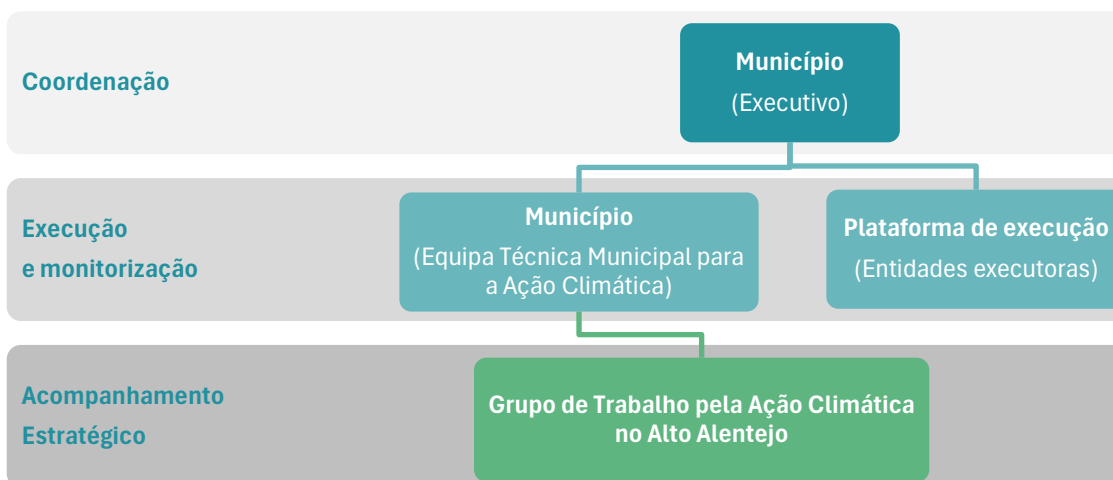 Coordenação
Município
(Executivo)
Execução
e monitorização
Município
(Equipa Técnica Municipal para
a Ação Climática)
Plataforma de execução
(Entidades executoras)
Acompanhamento
Estratégico
Grupo de Trabalho pela Ação Climática
no Alto Alentejo